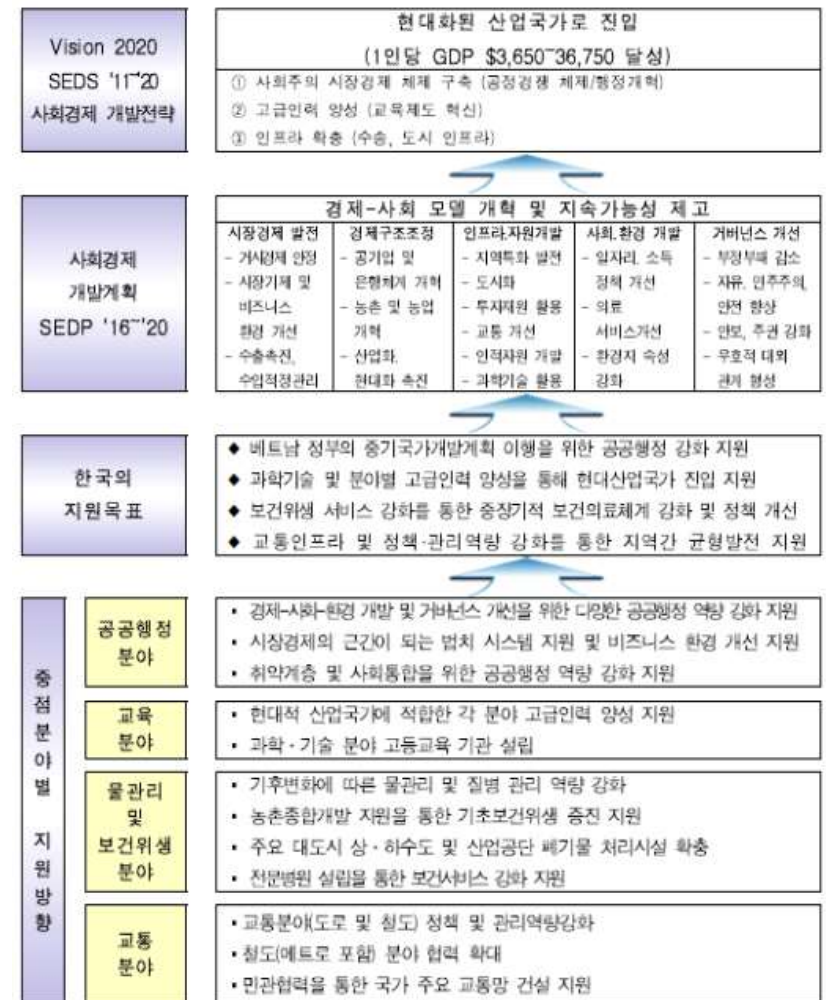 Vision 2020
SEDS '11~'20
사회경제 개발전략
현대화된 산업국가로 진입
(1인당 GDP $3,650~36,750 달성)
① 사회주의 시장경제 체제 구축 (공정경쟁 체제/행정개혁)
② 고급인력 양성 (교육제도 혁신)
③ 인프라 확충 (수송, 도시 인프라)
사회경제
개발계획
SEDP '16~'20
경제-사회 모델 개혁 및 지속가능성 제고
시장경제 발전
- 거시경제 안정
- 시장기제 및
비즈니스
환경 개선
- 수출촉진,
수입적정관리
경제구조조정
- 공기업 및
은행체계 개혁
- 농촌 및 농업
개혁
- 산업화,
현대화 촉진
인프라,자원개발
- 지역특화 발전
- 도시화
- 투자재원 활용
- 교통 개선
- 인적자원 개발
- 과학기술 활용
사회,환경 개발
- 일자리, 소득
정책 개선
- 의료
서비스개선
- 환경지 속성
강화
거버넌스 개선
- 부정부패 감소
- 자유, 민주주의,
안전 향상
- 안보, 주권 강화
- 우호적 대외
관계 형성
한국의
지원목표
◆ 베트남 정부의 중기국가개발계획 이행을 위한 공공행정 강화 지원
◆ 과학기술 및 분야별 고급인력 양성을 통해 현대산업국가 진입 지원
◆ 보건위생 서비스 강화를 통한 중장기적 보건의료체계 강화 및 정책 개선
◆ 교통인프라 및 정책·관리역량 강화를 통한 지역간 균형발전 지원
중점분야별 지원방향
공공행정
분야
▪ 경제-사회-환경 개발 및 거버넌스 개선을 위한 다양한 공공행정 역량 강화 지원
▪ 시장경제의 근간이 되는 법치 시스템 지원 및 비즈니스 환경 개선 지원
▪ 취약계층 및 사회통합을 위한 공공행정 역량 강화 지원
교육
분야
▪ 현대적 산업국가에 적합한 각 분야 고급인력 양성 지원
▪ 과학·기술 분야 고등교육 기관 설립
물관리
및
보건위생
분야
▪ 기후변화에 따른 물관리 및 질병 관리 역량 강화
▪ 농촌종합개발 지원을 통한 기초보건위생 증진 지원
▪ 주요 대도시 상·하수도 및 산업공단 폐기물 처리시설 확충
▪ 전문병원 설립을 통한 보건서비스 강화 지원
교통
분야
▪ 교통분야(도로 및 철도) 정책 및 관리역량강화
▪ 철도(메트로 포함) 분야 협력 확대
▪ 민관협력을 통한 국가 주요 교통망 건설 지원